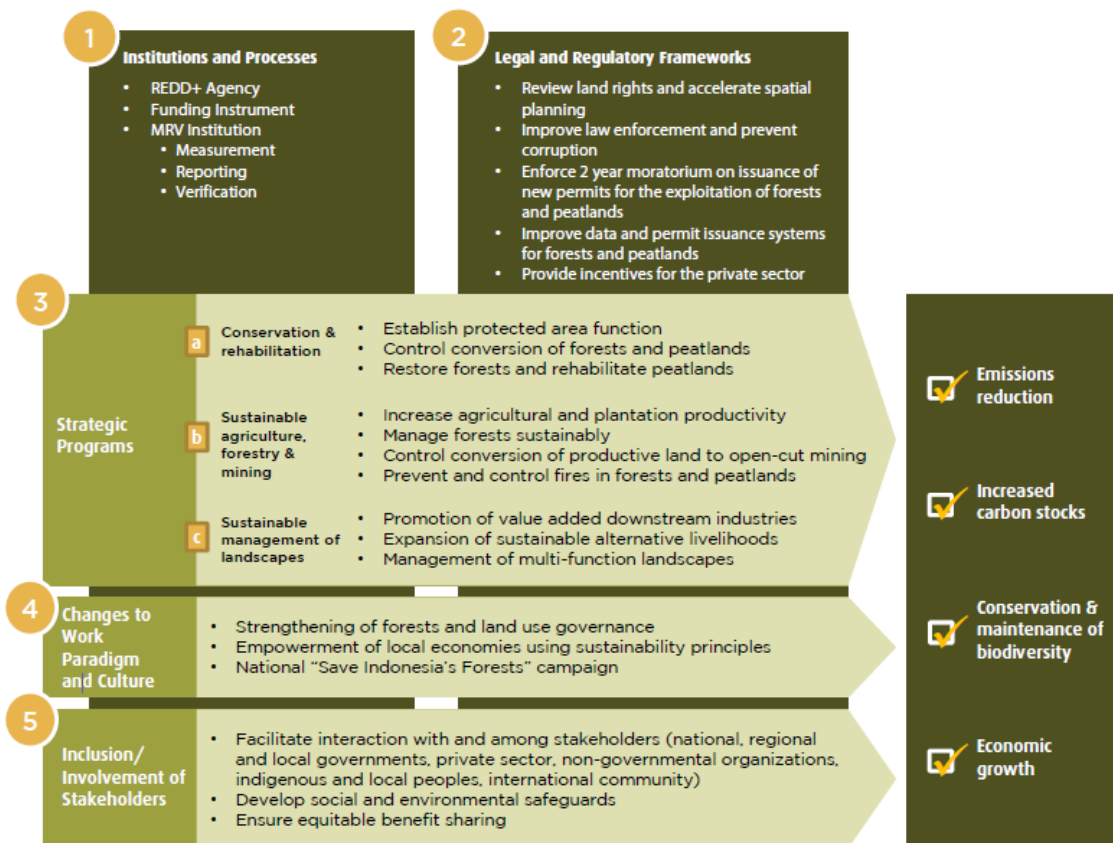 1
Institutions and Processes
• REDD+ Agency
• Funding Instrument
• MRV Institution
• Measurement
• Reporting
• Verification
2
Legal and Regulatory Frameworks
• Review land rights and accelerate spatial
planning
• Improve law enforcement and prevent
corruption
• Enforce 2 year moratorium on issuance of
new permits for the exploitation of forests
and peatlands
• Improve data and permit issuance systems
for forests and peatlands
• Provide incentives for the private sector
3
Strategic
Programs
a
Conservation &
rehabilitation
• Establish protected area function
• Control conversion of forests and peatlands
• Restore forests and rehabilitate peatlands
b
Sustainable
agriculture,
forestry &
mining
• Increase agricultural and plantation productivity
• Manage forests sustainably
• Control conversion of productive land to open-cut mining
• Prevent and control fires in forests and peatlands
c
Sustainable
management of
landscapes
• Promotion of value added downstream industries
• Expansion of sustainable alternative livelihoods
• Management of multi-function landscapes
4
Changes to
Work
Paradigm
and Culture
• Strengthening of forests and land use governance
• Empowerment of local economies using sustainability principles
• National “Save Indonesia’s Forests” campaign
5
Inclusion/
Involvement of
Stakeholders
• Facilitate interaction with and among stakeholders (national, regional
and local governments, private sector, non-governmental organizations,
indigenous and local peoples, international community)
• Develop social and environmental safeguards
• Ensure equitable benefit sharing
Emissions
reduction
Increased
carbon stocks
Conservation &
maintenance of
biodiversity
Economic
growth